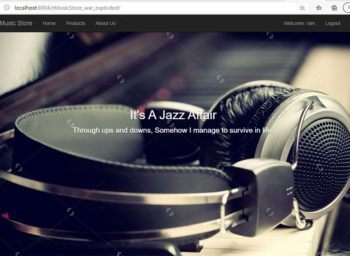 localhost:8084/eMusicStore_war_exploded/
Music Store Home Products About Us Welcome: ram Logout
It's A Jazz Affair
Through ups and downs, Somehow I manage to survive in life.